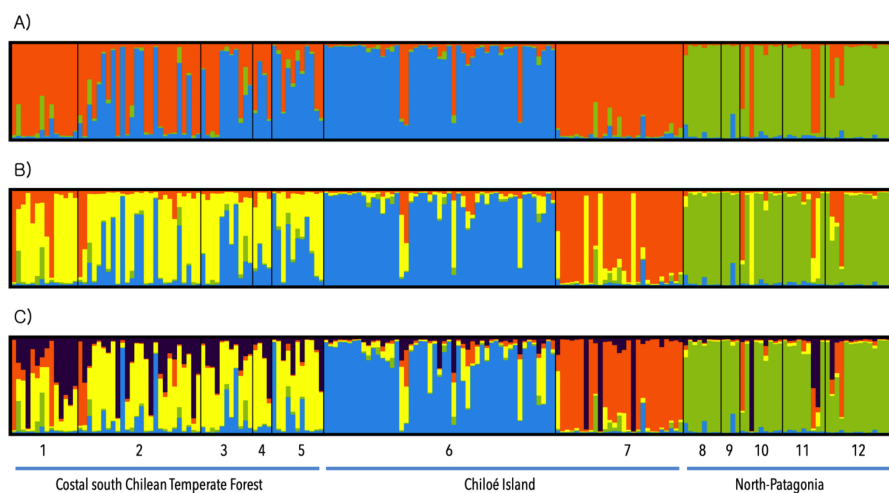 A)
B)
C)
1 2 3 4 5 6 7 8 9 10 11 12
Costal south Chilean Temperate Forest Chiloé Island North-Patagonia